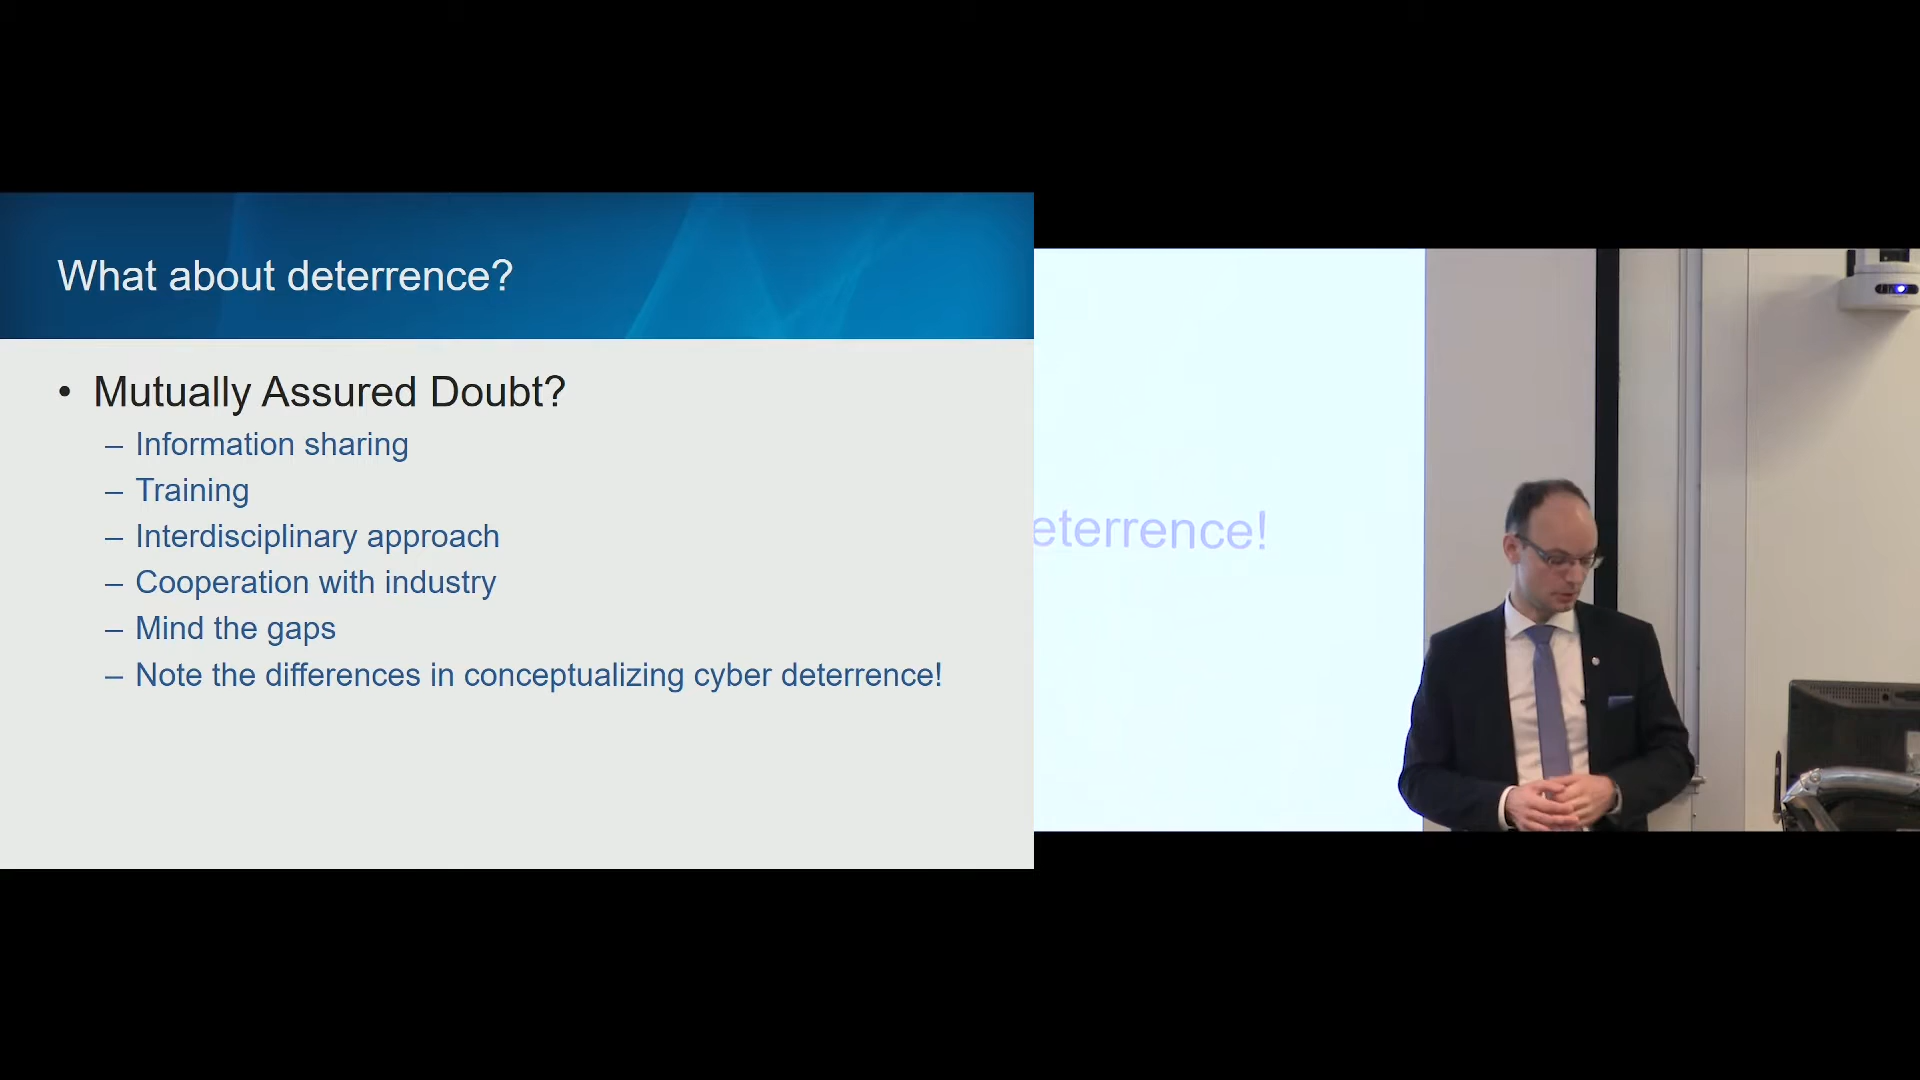 What about deterrence?
• Mutually Assured Doubt?
– Information sharing
– Training
– Interdisciplinary approach
– Cooperation with industry
– Mind the gaps
– Note the differences in conceptualizing cyber deterrence!
eterrence!